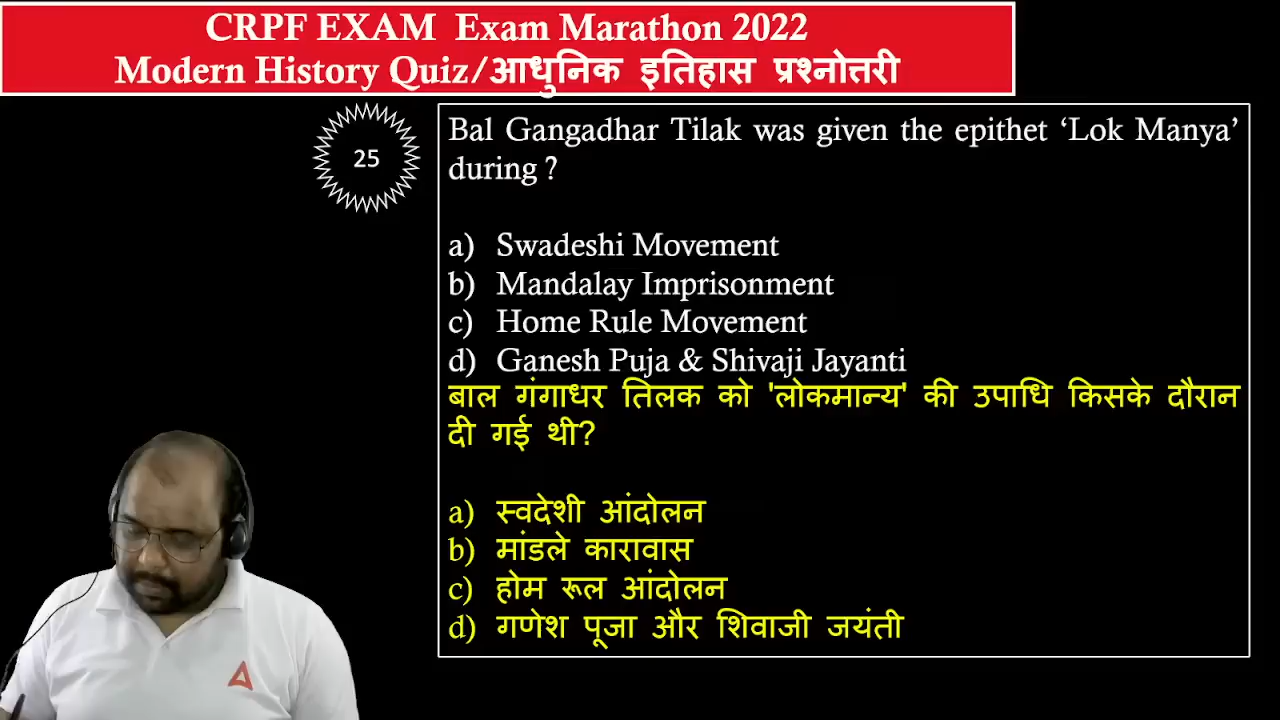 CRPF EXAM Exam Marathon 2022
Modern History Quiz/आधुनिक इतिहास प्रश्नोत्तरी
25
Bal Gangadhar Tilak was given the epithet ‘Lok Manya’
during ?
a) Swadeshi Movement
b) Mandalay Imprisonment
c) Home Rule Movement
d) Ganesh Puja & Shivaji Jayanti
बाल गंगाधर तिलक को 'लोकमान्य' की उपाधि किसके दौरान
दी गई थी?
a) स्वदेशी आंदोलन
b) मांडले कारावास
c) होम रूल आंदोलन
d) गणेश पूजा और शिवाजी जयंती